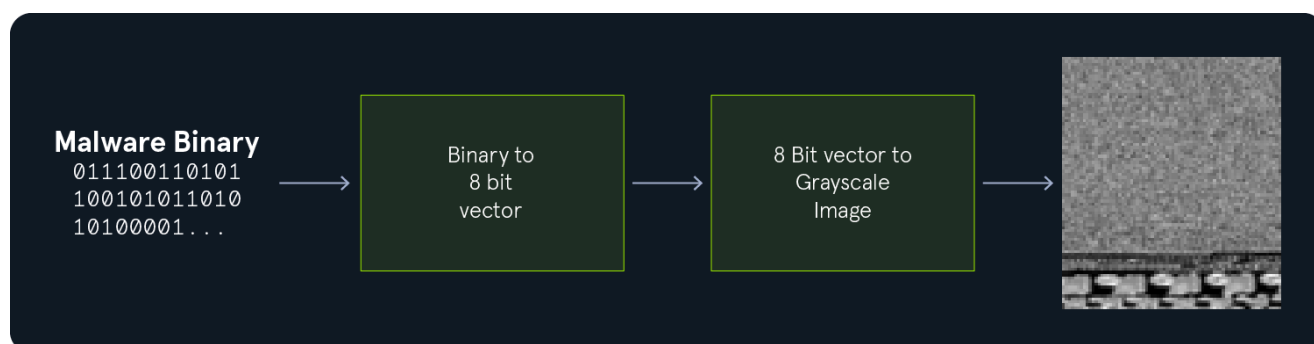 Malware Binary
011100110101
100101011010
10100001...
Binary to
8 bit
vector
8 Bit vector to
Grayscale
Image